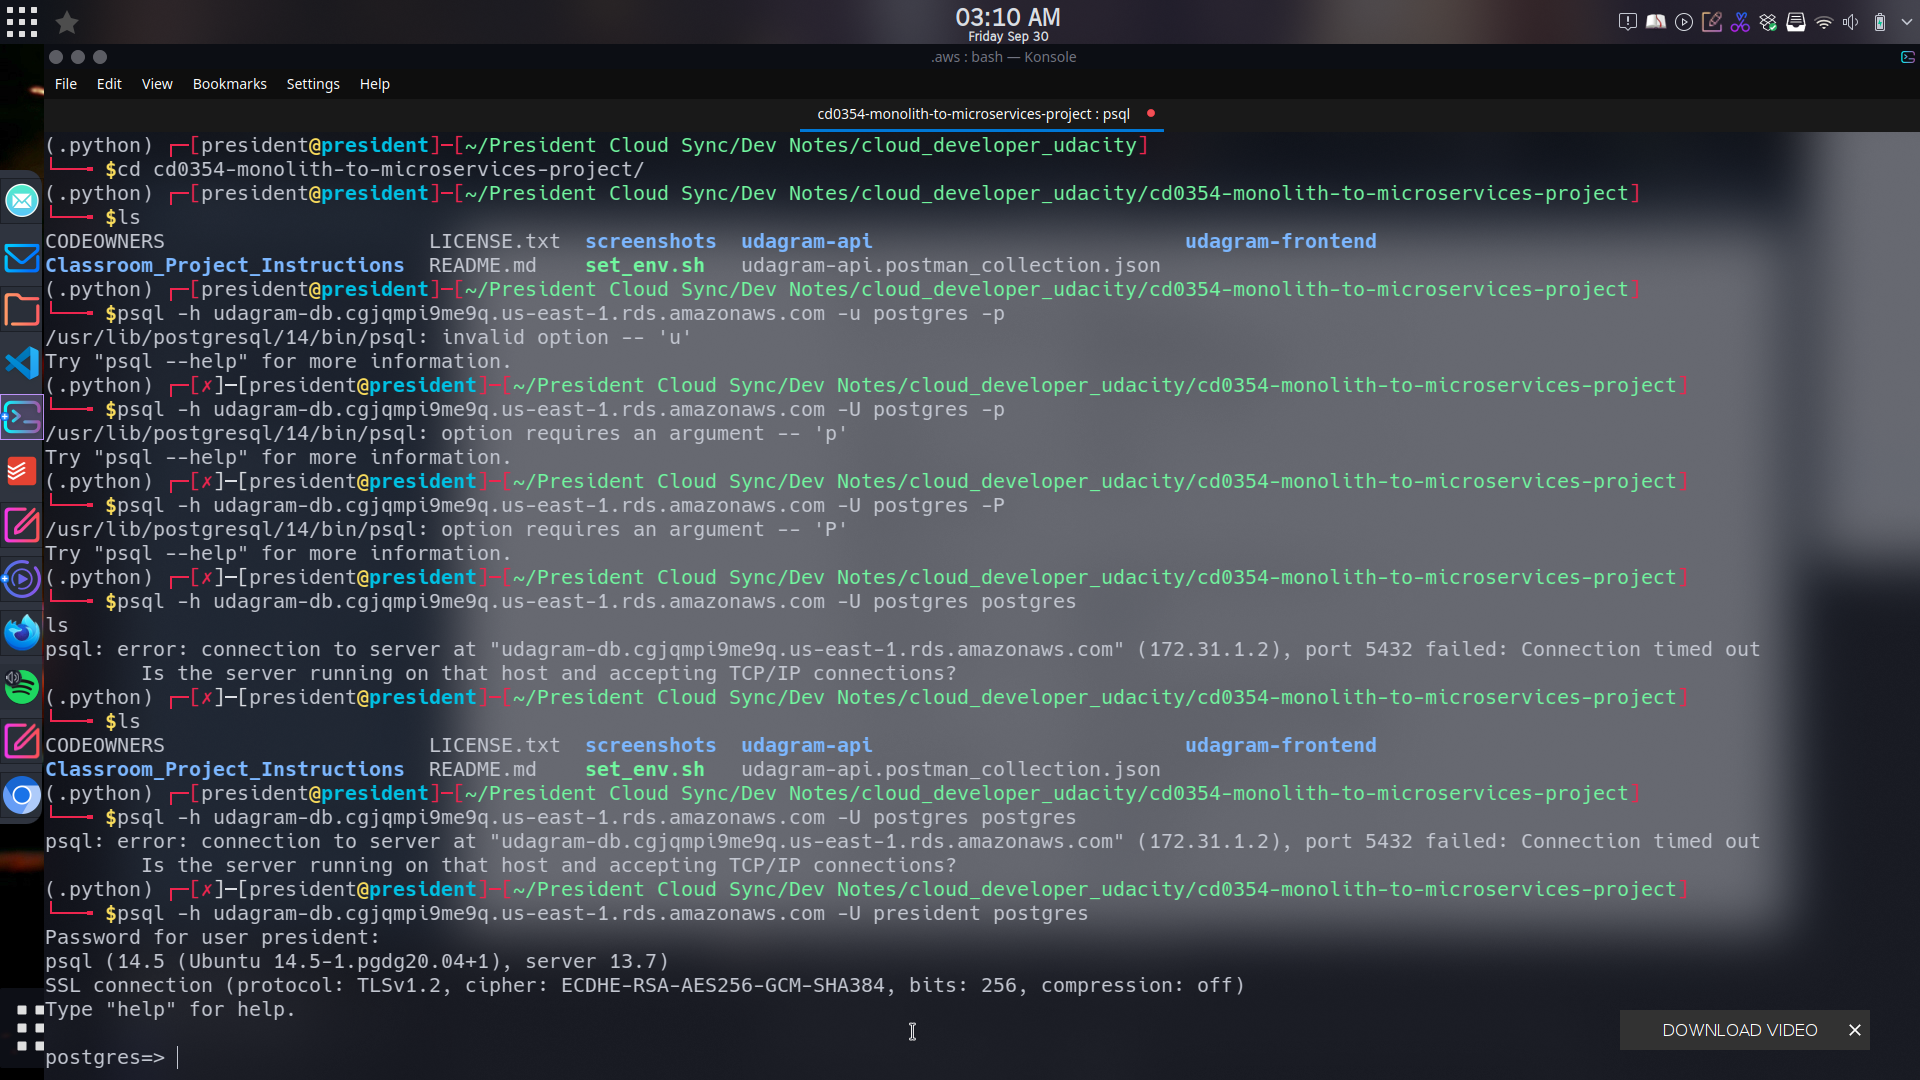 03:10 AM
Friday Sep 30
.aws : bash — Konsole
File Edit View Bookmarks Settings Help
cd0354-monolith-to-microservices-project : psql
(.python) ┌─[president@president]─[~/President Cloud Sync/Dev Notes/cloud_developer_udacity]
└──╼ $cd cd0354-monolith-to-microservices-project/
(.python) ┌─[president@president]─[~/President Cloud Sync/Dev Notes/cloud_developer_udacity/cd0354-monolith-to-microservices-project]
└──╼ $ls
CODEOWNERS LICENSE.txt screenshots udagram-api udagram-frontend
Classroom_Project_Instructions README.md set_env.sh udagram-api.postman_collection.json
(.python) ┌─[president@president]─[~/President Cloud Sync/Dev Notes/cloud_developer_udacity/cd0354-monolith-to-microservices-project]
└──╼ $psql -h udagram-db.cgjqmpi9me9q.us-east-1.rds.amazonaws.com -u postgres -p
/usr/lib/postgresql/14/bin/psql: invalid option -- 'u'
Try "psql --help" for more information.
(.python) ┌─[✗]─[president@president]─[~/President Cloud Sync/Dev Notes/cloud_developer_udacity/cd0354-monolith-to-microservices-project]
└──╼ $psql -h udagram-db.cgjqmpi9me9q.us-east-1.rds.amazonaws.com -U postgres -p
/usr/lib/postgresql/14/bin/psql: option requires an argument -- 'p'
Try "psql --help" for more information.
(.python) ┌─[✗]─[president@president]─[~/President Cloud Sync/Dev Notes/cloud_developer_udacity/cd0354-monolith-to-microservices-project]
└──╼ $psql -h udagram-db.cgjqmpi9me9q.us-east-1.rds.amazonaws.com -U postgres -P
/usr/lib/postgresql/14/bin/psql: option requires an argument -- 'P'
Try "psql --help" for more information.
(.python) ┌─[✗]─[president@president]─[~/President Cloud Sync/Dev Notes/cloud_developer_udacity/cd0354-monolith-to-microservices-project]
└──╼ $psql -h udagram-db.cgjqmpi9me9q.us-east-1.rds.amazonaws.com -U postgres postgres
ls
psql: error: connection to server at "udagram-db.cgjqmpi9me9q.us-east-1.rds.amazonaws.com" (172.31.1.2), port 5432 failed: Connection timed out
Is the server running on that host and accepting TCP/IP connections?
(.python) ┌─[✗]─[president@president]─[~/President Cloud Sync/Dev Notes/cloud_developer_udacity/cd0354-monolith-to-microservices-project]
└──╼ $ls
CODEOWNERS LICENSE.txt screenshots udagram-api udagram-frontend
Classroom_Project_Instructions README.md set_env.sh udagram-api.postman_collection.json
(.python) ┌─[president@president]─[~/President Cloud Sync/Dev Notes/cloud_developer_udacity/cd0354-monolith-to-microservices-project]
└──╼ $psql -h udagram-db.cgjqmpi9me9q.us-east-1.rds.amazonaws.com -U postgres postgres
psql: error: connection to server at "udagram-db.cgjqmpi9me9q.us-east-1.rds.amazonaws.com" (172.31.1.2), port 5432 failed: Connection timed out
Is the server running on that host and accepting TCP/IP connections?
(.python) ┌─[✗]─[president@president]─[~/President Cloud Sync/Dev Notes/cloud_developer_udacity/cd0354-monolith-to-microservices-project]
└──╼ $psql -h udagram-db.cgjqmpi9me9q.us-east-1.rds.amazonaws.com -U president postgres
Password for user president:
psql (14.5 (Ubuntu 14.5-1.pgdg20.04+1), server 13.7)
SSL connection (protocol: TLSv1.2, cipher: ECDHE-RSA-AES256-GCM-SHA384, bits: 256, compression: off)
Type "help" for help.
postgres=>
DOWNLOAD VIDEO